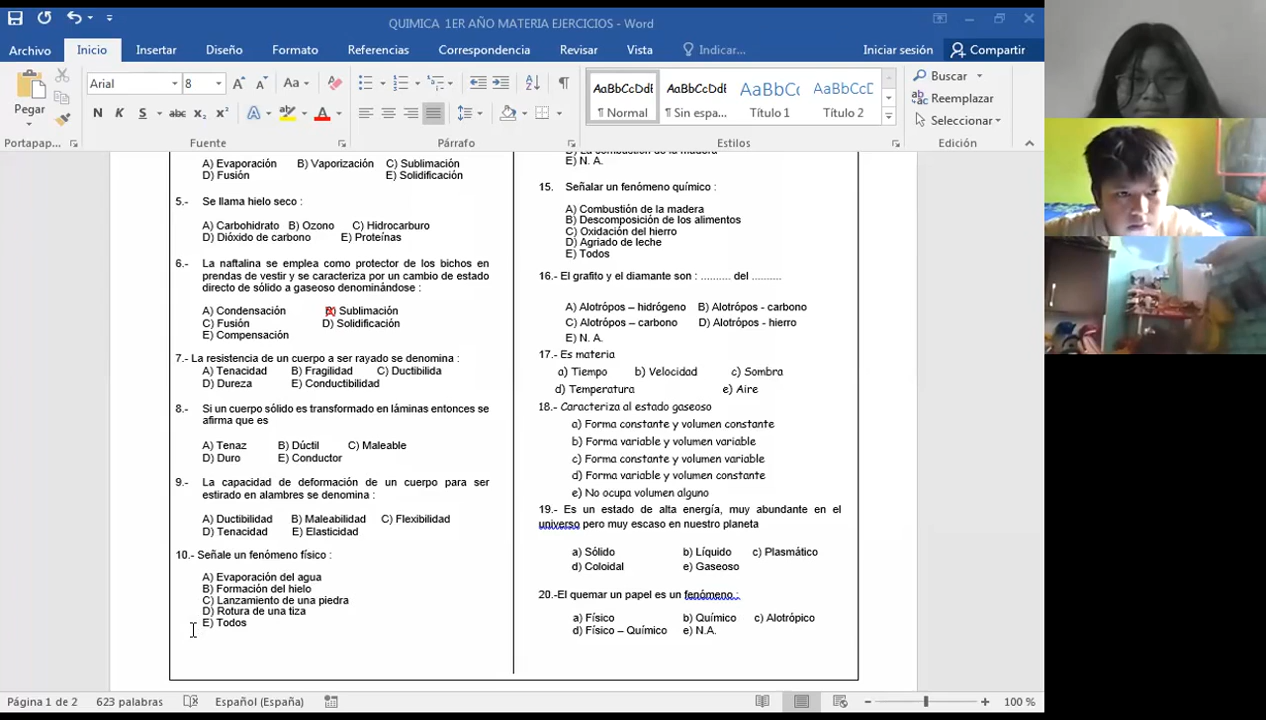 QUIMICA 1ER AÑO MATERIA EJERCICIOS - Word
Archivo Inicio Insertar Diseño Formato Referencias Correspondencia Revisar Vista Indicar... Iniciar sesión Compartir
Arial 8 Aa
Pegar
N K S abc x₂ x² A ab A
AaBbCcDdE AaBbCcDdE AaBbCc AaBbCcD
¶ Normal ¶ Sin espa... Título 1 Título 2
Buscar
Reemplazar
Seleccionar
Portapap... Fuente Párrafo Estilos Edición
A) Evaporación B) Vaporización C) Sublimación
D) Fusión E) Solidificación
5.- Se llama hielo seco :
A) Carbohidrato B) Ozono C) Hidrocarburo
D) Dióxido de carbono E) Proteínas
6.- La naftalina se emplea como protector de los bichos en
prendas de vestir y se caracteriza por un cambio de estado
directo de sólido a gaseoso denominándose :
A) Condensación Sublimación
C) Fusión D) Solidificación
E) Compensación
7.- La resistencia de un cuerpo a ser rayado se denomina :
A) Tenacidad B) Fragilidad C) Ductibilida
D) Dureza E) Conductibilidad
8.- Si un cuerpo sólido es transformado en láminas entonces se
afirma que es
A) Tenaz B) Dúctil C) Maleable
D) Duro E) Conductor
9.- La capacidad de deformación de un cuerpo para ser
estirado en alambres se denomina :
A) Ductibilidad B) Maleabilidad C) Flexibilidad
D) Tenacidad E) Elasticidad
10.- Señale un fenómeno físico :
A) Evaporación del agua
B) Formación del hielo
C) Lanzamiento de una piedra
D) Rotura de una tiza
E) Todos
D) La combustión de la madera
E) N. A.
15. Señalar un fenómeno químico :
A) Combustión de la madera
B) Descomposición de los alimentos
C) Oxidación del hierro
D) Agriado de leche
E) Todos
16.- El grafito y el diamante son : .......... del ..........
A) Alotrópos – hidrógeno B) Alotrópos - carbono
C) Alotrópos – carbono D) Alotrópos - hierro
E) N. A.
17.- Es materia
a) Tiempo b) Velocidad c) Sombra
d) Temperatura e) Aire
18.- Caracteriza al estado gaseoso
a) Forma constante y volumen constante
b) Forma variable y volumen variable
c) Forma constante y volumen variable
d) Forma variable y volumen constante
e) No ocupa volumen alguno
19.- Es un estado de alta energía, muy abundante en el
universo pero muy escaso en nuestro planeta
a) Sólido b) Líquido c) Plasmático
d) Coloidal e) Gaseoso
20.-El quemar un papel es un fenómeno :
a) Físico b) Químico c) Alotrópico
d) Físico – Químico e) N.A.
Página 1 de 2 623 palabras Español (España) 100 %